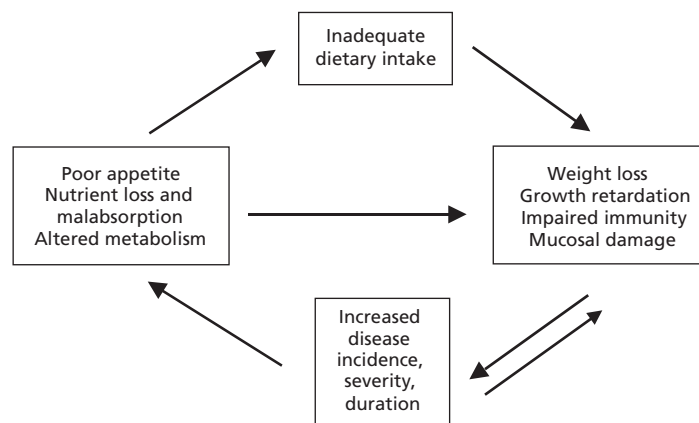 Inadequate
dietary intake
Poor appetite
Nutrient loss and
malabsorption
Altered metabolism
Weight loss
Growth retardation
Impaired immunity
Mucosal damage
Increased
disease
incidence,
severity,
duration